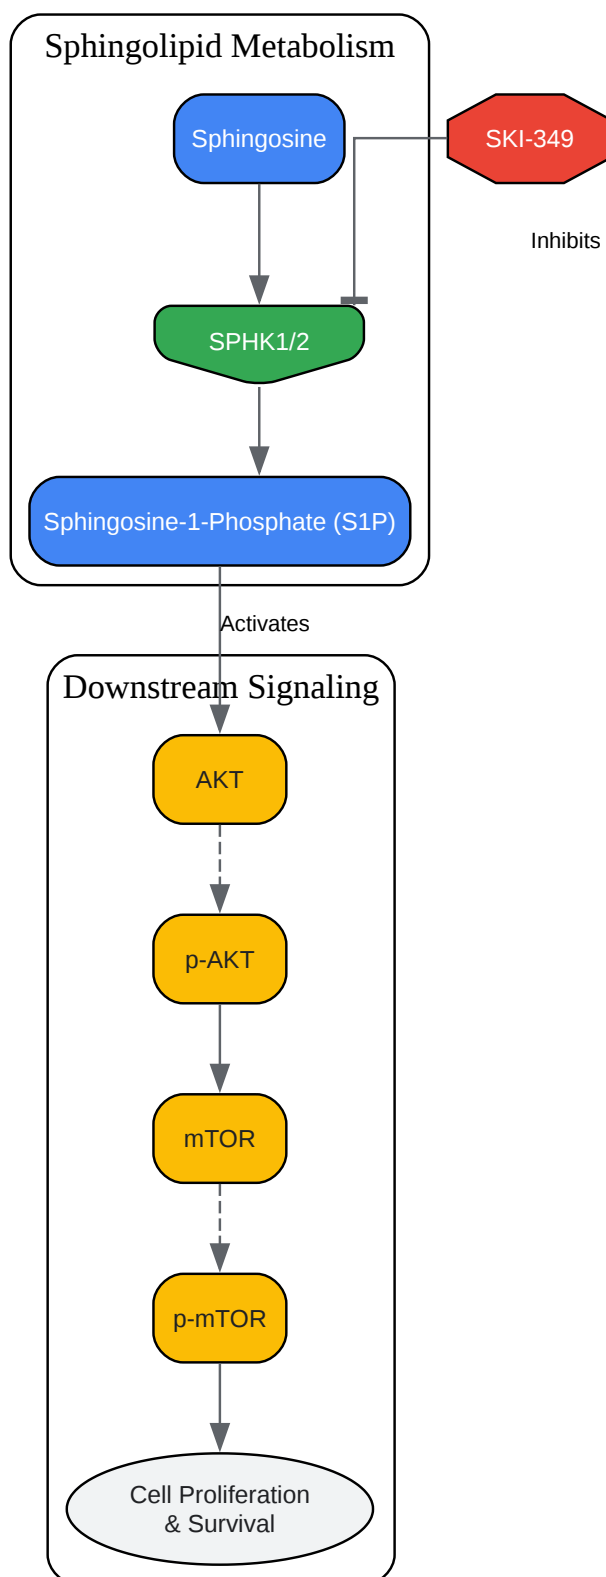 Sphingolipid Metabolism
Sphingosine
SKI-349
Inhibits
SPHK1/2
Sphingosine-1-Phosphate (S1P)
Activates
Downstream Signaling
AKT
p-AKT
mTOR
p-mTOR
Cell Proliferation
& Survival